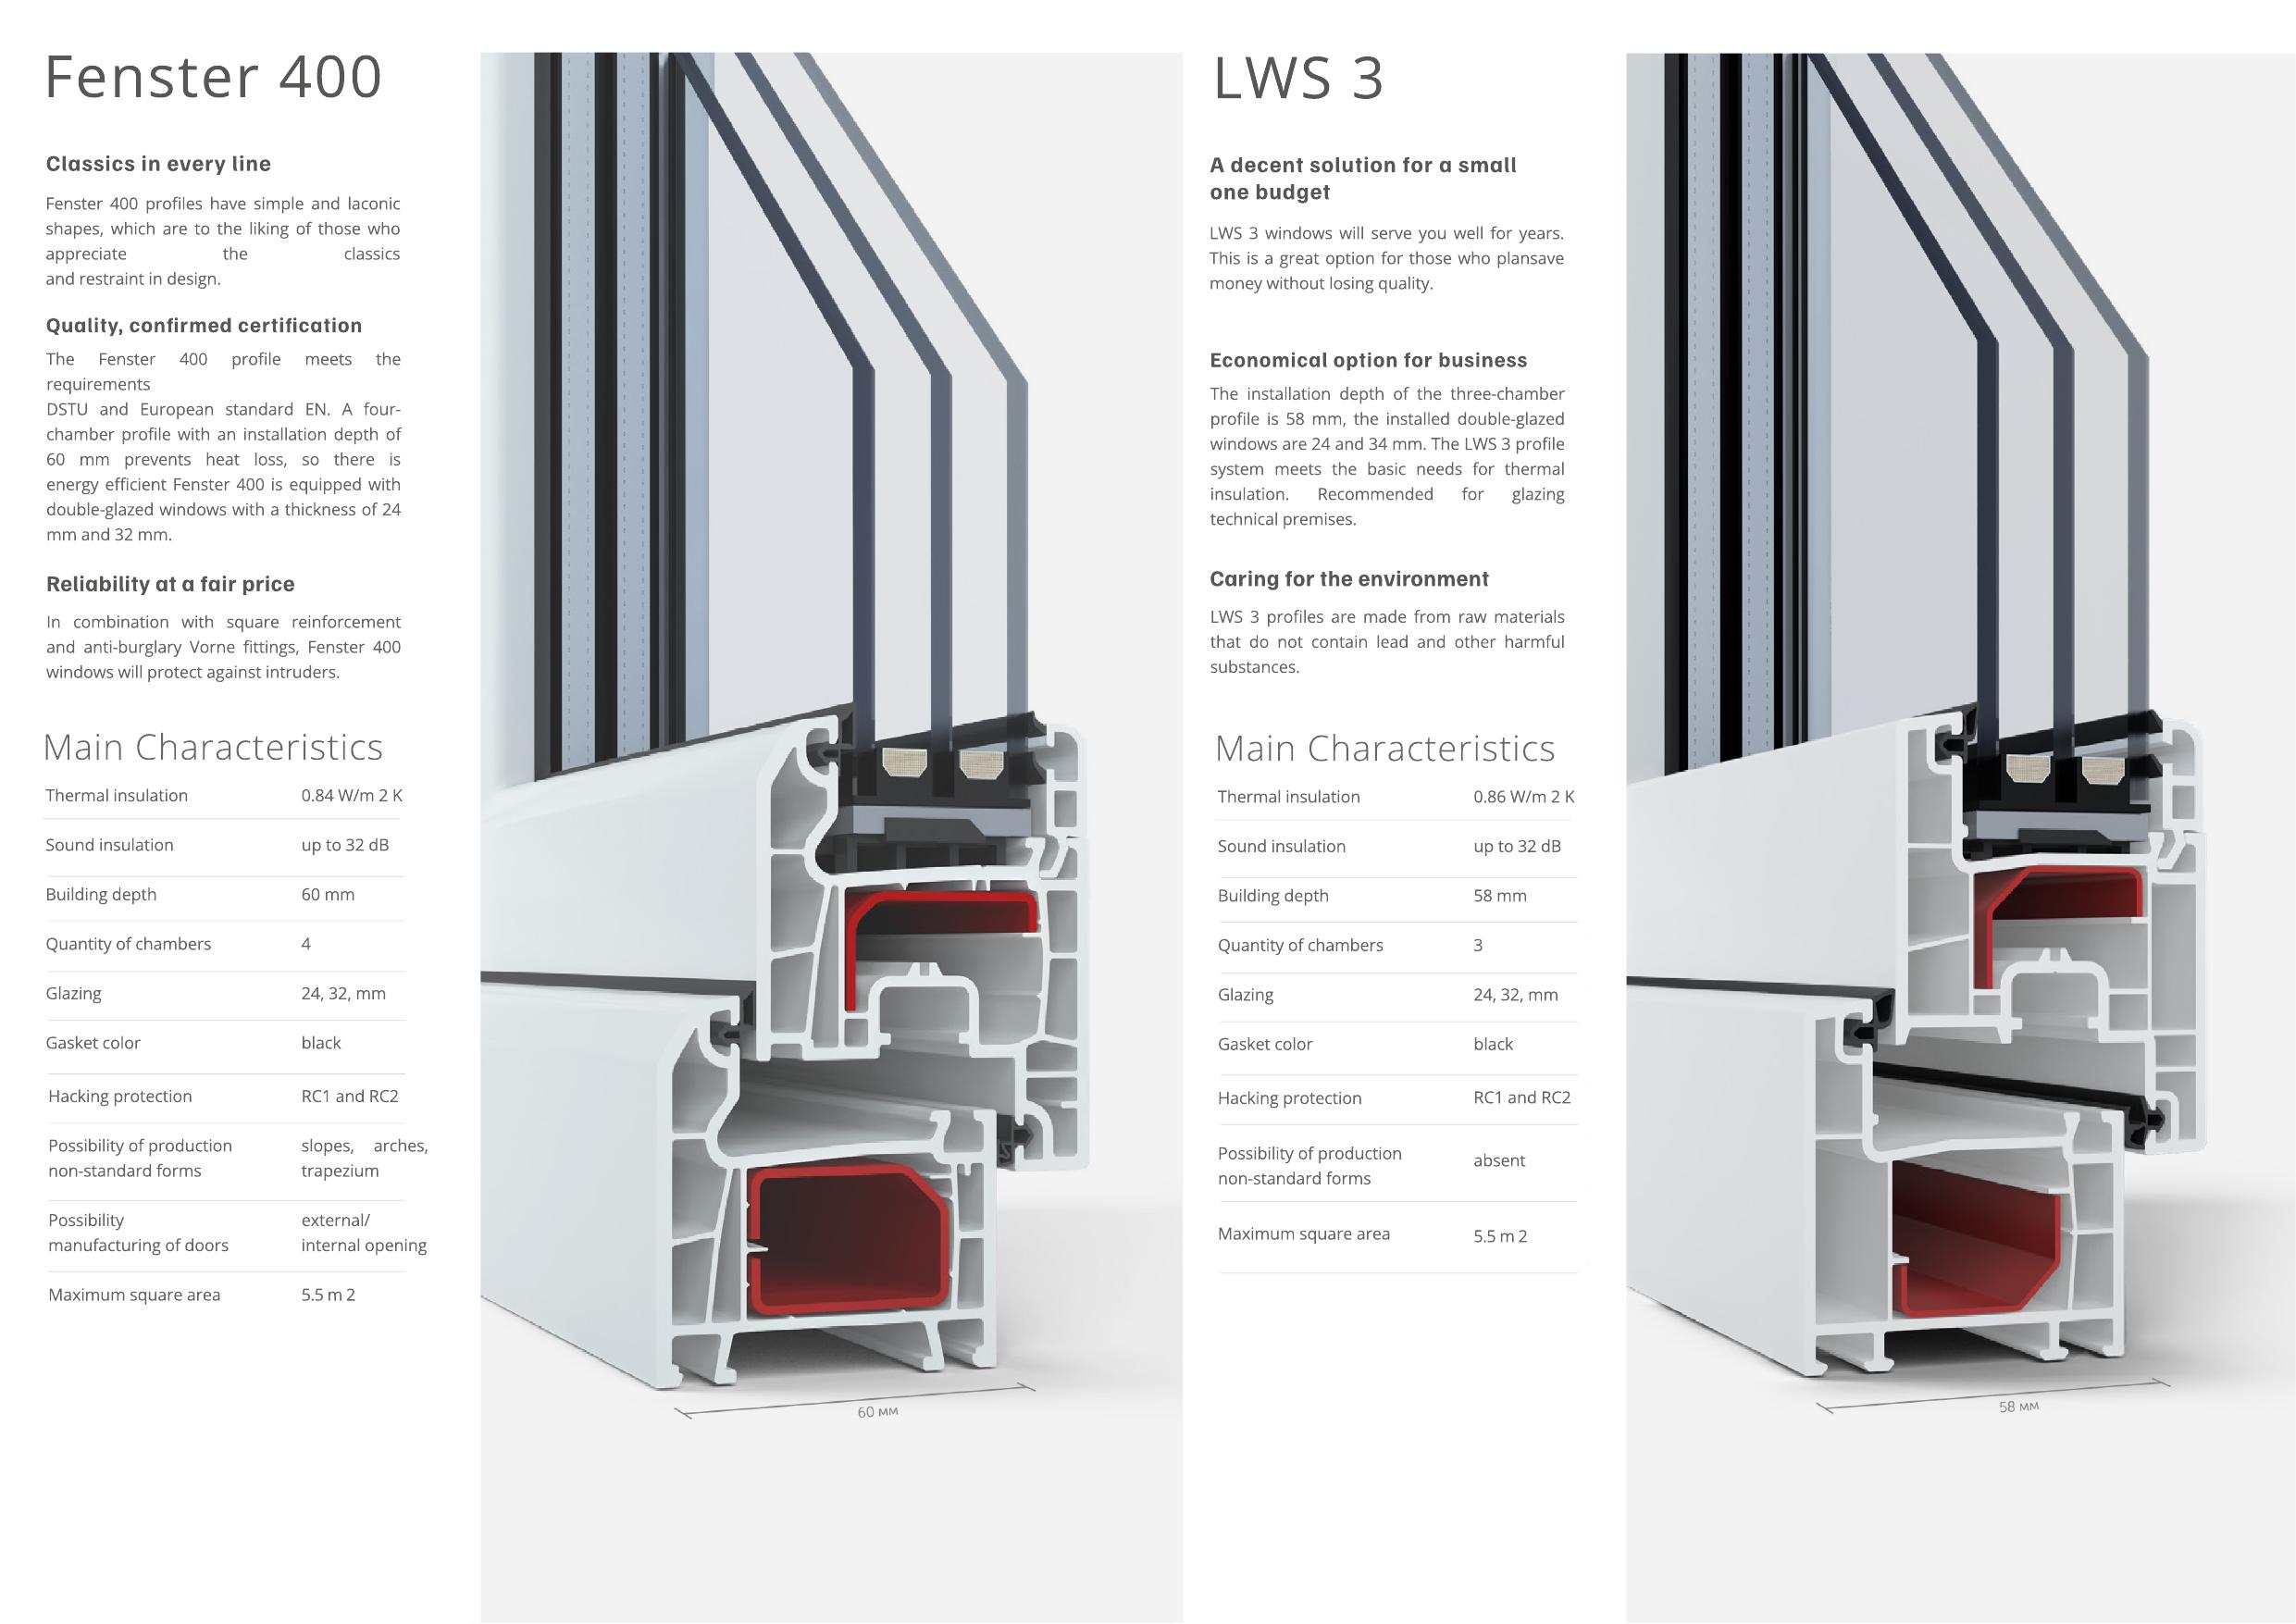 Fenster 400
Classics in every line
Fenster 400 profiles have simple and laconic
shapes, which are to the liking of those who
appreciate the classics
and restraint in design.
Quality, confirmed certification
The Fenster 400 profile meets the
requirements
DSTU and European standard EN. A four-
chamber profile with an installation depth of
60 mm prevents heat loss, so there is
energy efficient Fenster 400 is equipped with
double-glazed windows with a thickness of 24
mm and 32 mm.
Reliability at a fair price
In combination with square reinforcement
and anti-burglary Vorne fittings, Fenster 400
windows will protect against intruders.
Main Characteristics
Thermal insulation 0.84 W/m 2 K
Sound insulation up to 32 dB
Building depth 60 mm
Quantity of chambers 4
Glazing 24, 32, mm
Gasket color black
Hacking protection RC1 and RC2
Possibility of production slopes, arches,
non-standard forms trapezium
Possibility external/
manufacturing of doors internal opening
Maximum square area 5.5 m 2
60 мм
LWS 3
A decent solution for a small
one budget
LWS 3 windows will serve you well for years.
This is a great option for those who plansave
money without losing quality.
Economical option for business
The installation depth of the three-chamber
profile is 58 mm, the installed double-glazed
windows are 24 and 34 mm. The LWS 3 profile
system meets the basic needs for thermal
insulation. Recommended for glazing
technical premises.
Caring for the environment
LWS 3 profiles are made from raw materials
that do not contain lead and other harmful
substances.
Main Characteristics
Thermal insulation 0.86 W/m 2 K
Sound insulation up to 32 dB
Building depth 58 mm
Quantity of chambers 3
Glazing 24, 32, mm
Gasket color black
Hacking protection RC1 and RC2
Possibility of production
non-standard forms absent
Maximum square area 5.5 m 2
58 мм